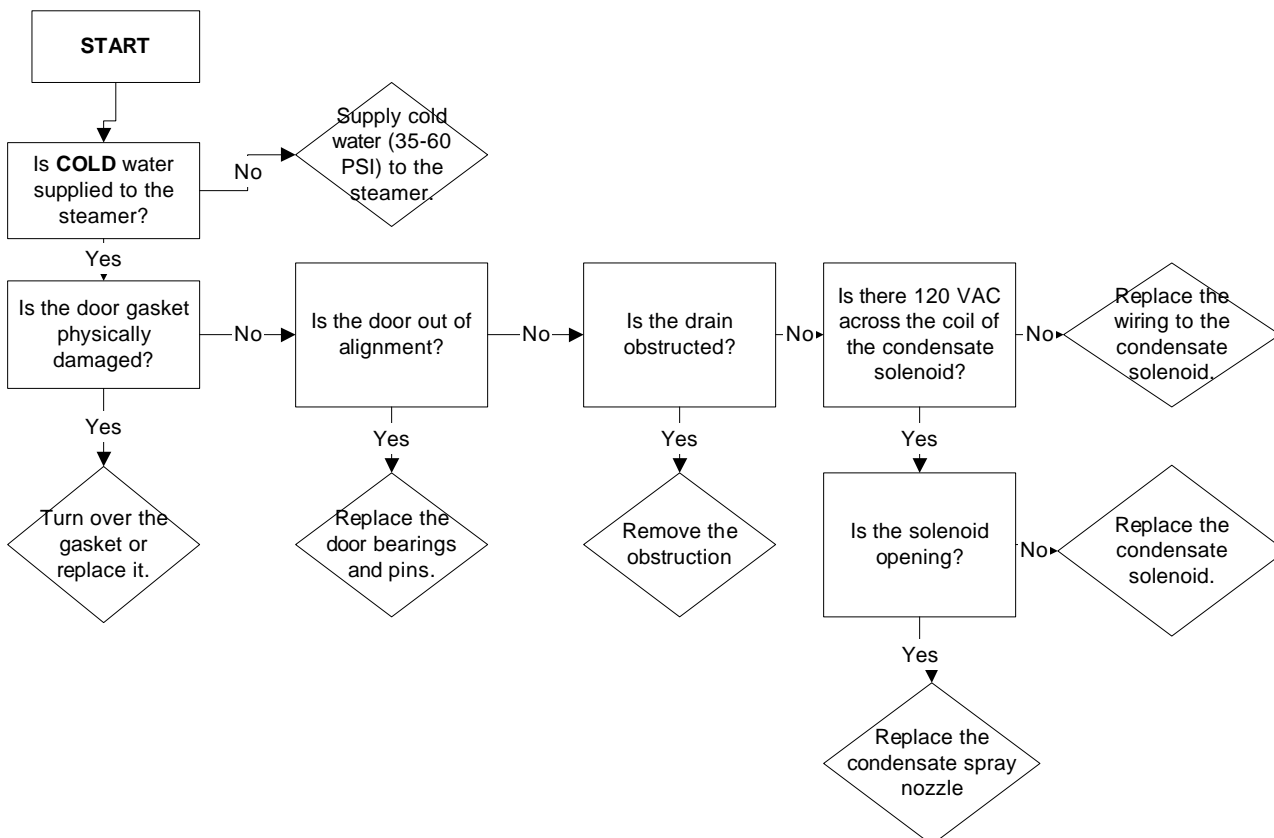 START
Supply cold
water (35-60
PSI) to the
steamer.
Is COLD water
supplied to the
steamer?
No
Yes
Is the door gasket
physically
damaged?
No
Is the door out of
alignment?
No
Is the drain
obstructed?
No
Is there 120 VAC
across the coil of
the condensate
solenoid?
No
Replace the
wiring to the
condensate
solenoid.
Yes
Yes
Yes
Yes
Turn over the
gasket or
replace it.
Replace the
door bearings
and pins.
Remove the
obstruction
Is the solenoid
opening?
No
Replace the
condensate
solenoid.
Yes
Replace the
condensate spray
nozzle